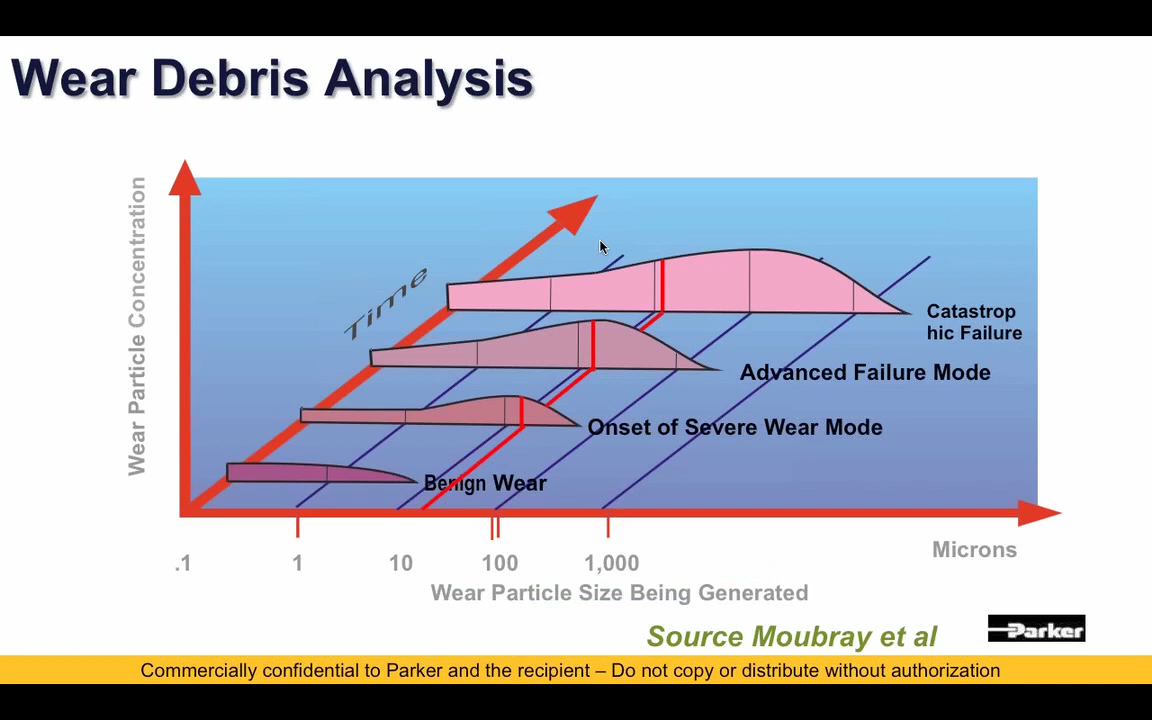 Wear Debris Analysis
Wear Particle Concentration
Time
Catastrop
hic Failure
Advanced Failure Mode
Onset of Severe Wear Mode
Benign Wear
.1 1 10 100 1,000
Microns
Wear Particle Size Being Generated
Source Moubray et al
Parker
Commercially confidential to Parker and the recipient – Do not copy or distribute without authorization